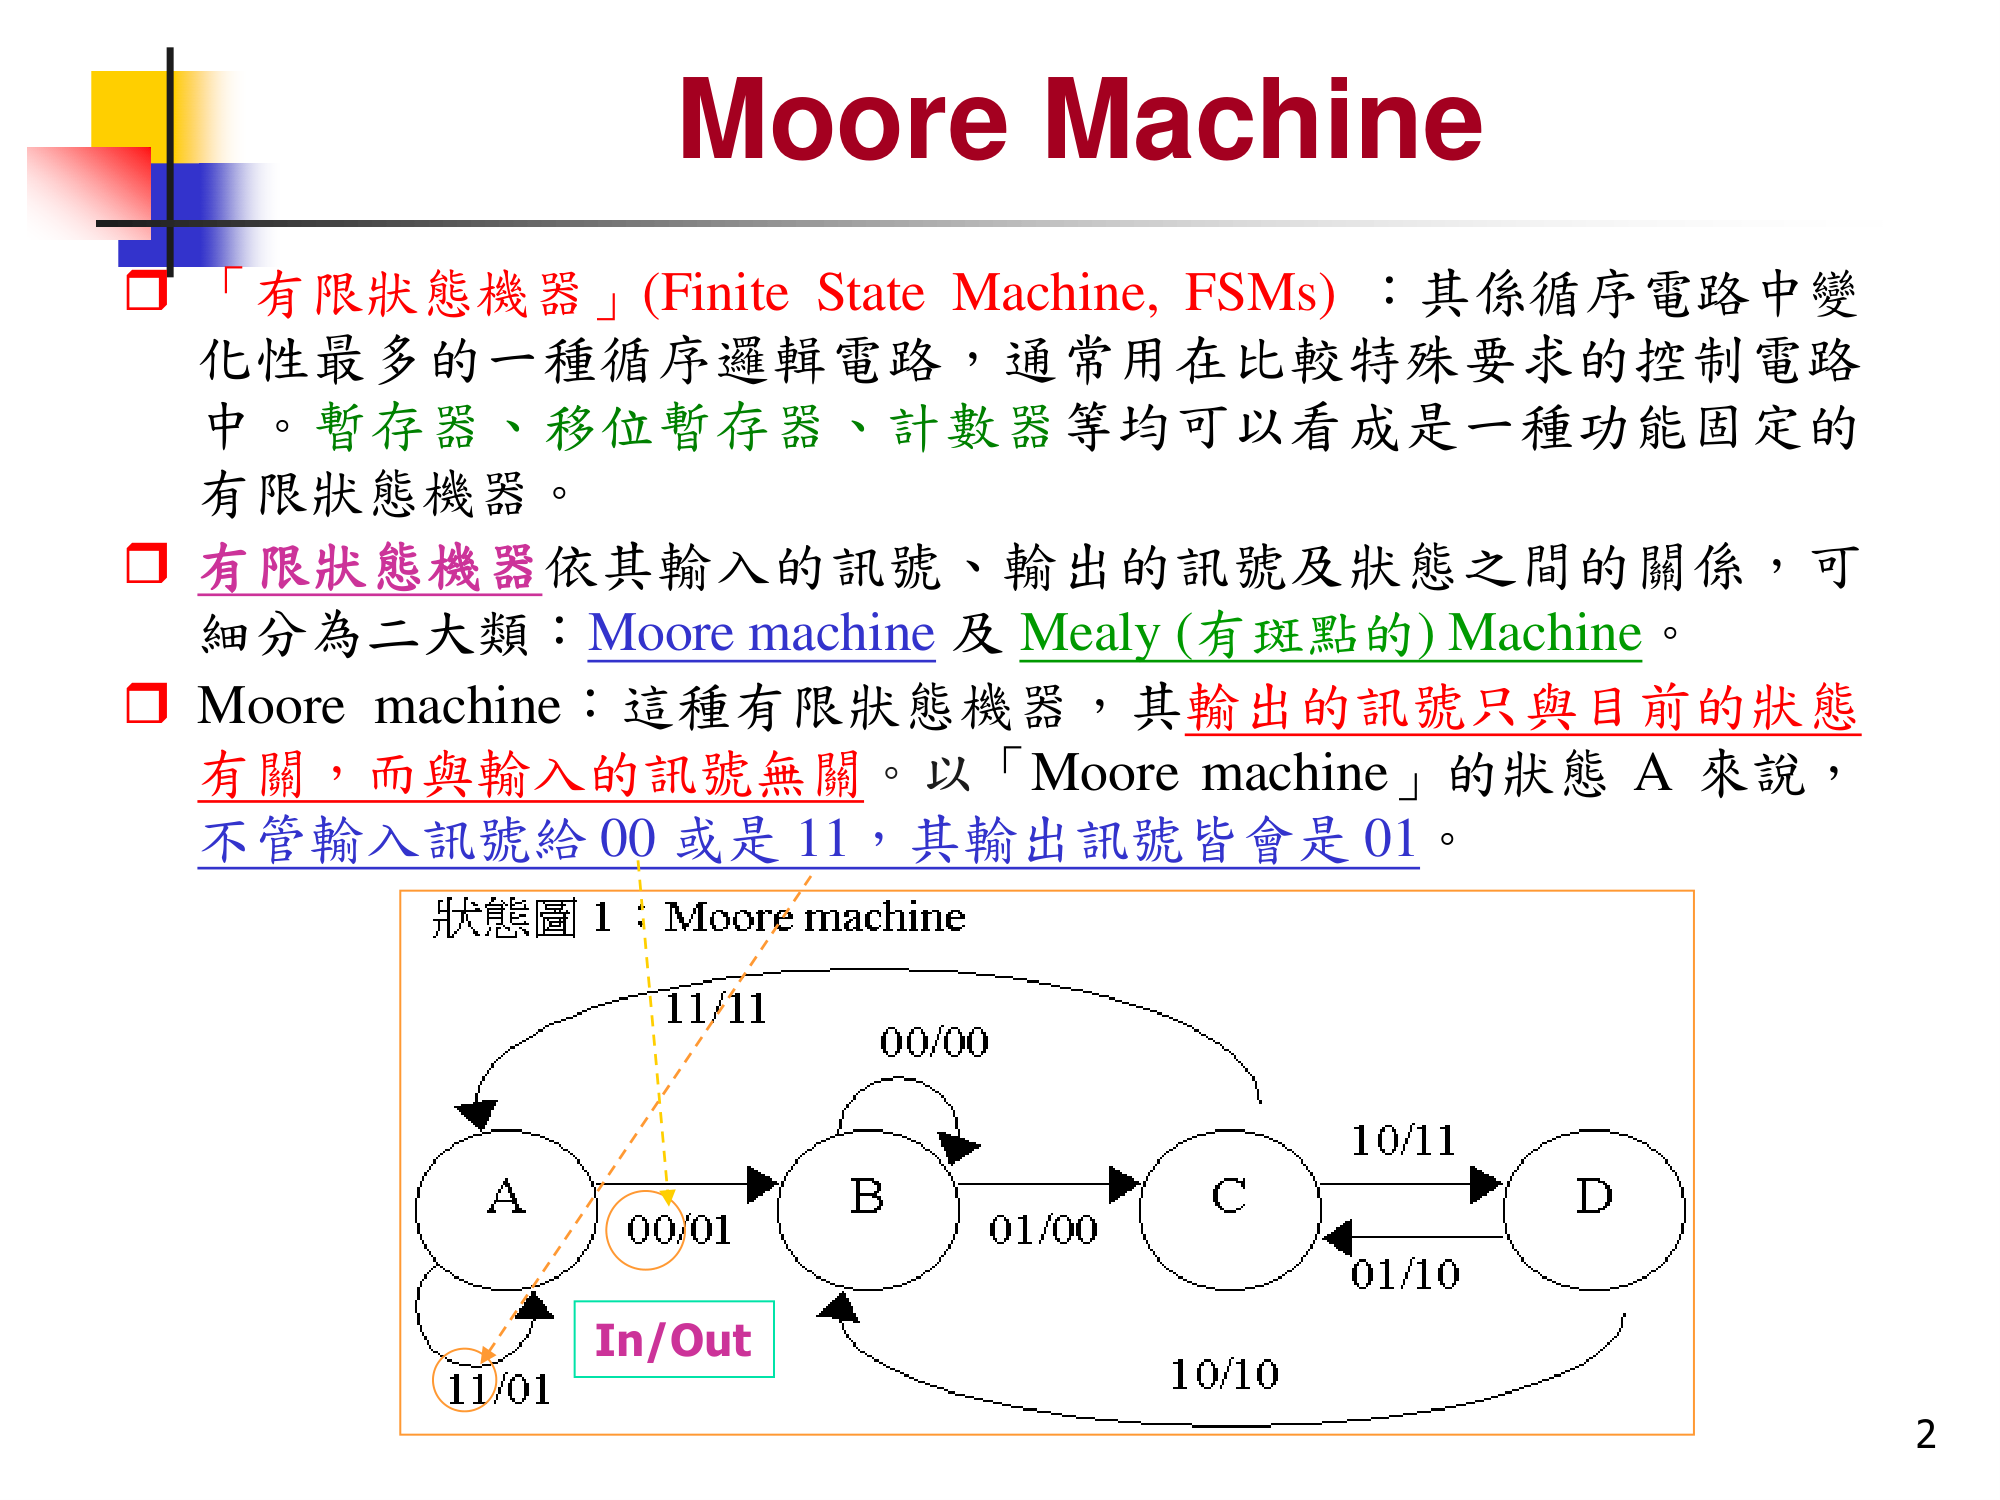 Moore Machine
「有限狀態機器」(Finite State Machine, FSMs) ：其係循序電路中變
化性最多的一種循序邏輯電路，通常用在比較特殊要求的控制電路
中。暫存器、移位暫存器、計數器等均可以看成是一種功能固定的
有限狀態機器。
有限狀態機器依其輸入的訊號、輸出的訊號及狀態之間的關係，可
細分為二大類：Moore machine 及 Mealy (有斑點的) Machine。
Moore machine：這種有限狀態機器，其輸出的訊號只與目前的狀態
有關，而與輸入的訊號無關。以「Moore machine」的狀態 A 來說，
不管輸入訊號給 00 或是 11，其輸出訊號皆會是 01。
狀態圖 1：Moore machine
11/11
00/00
10/11
A
B
C
D
00/01
01/00
01/10
In/Out
10/10
11/01
2